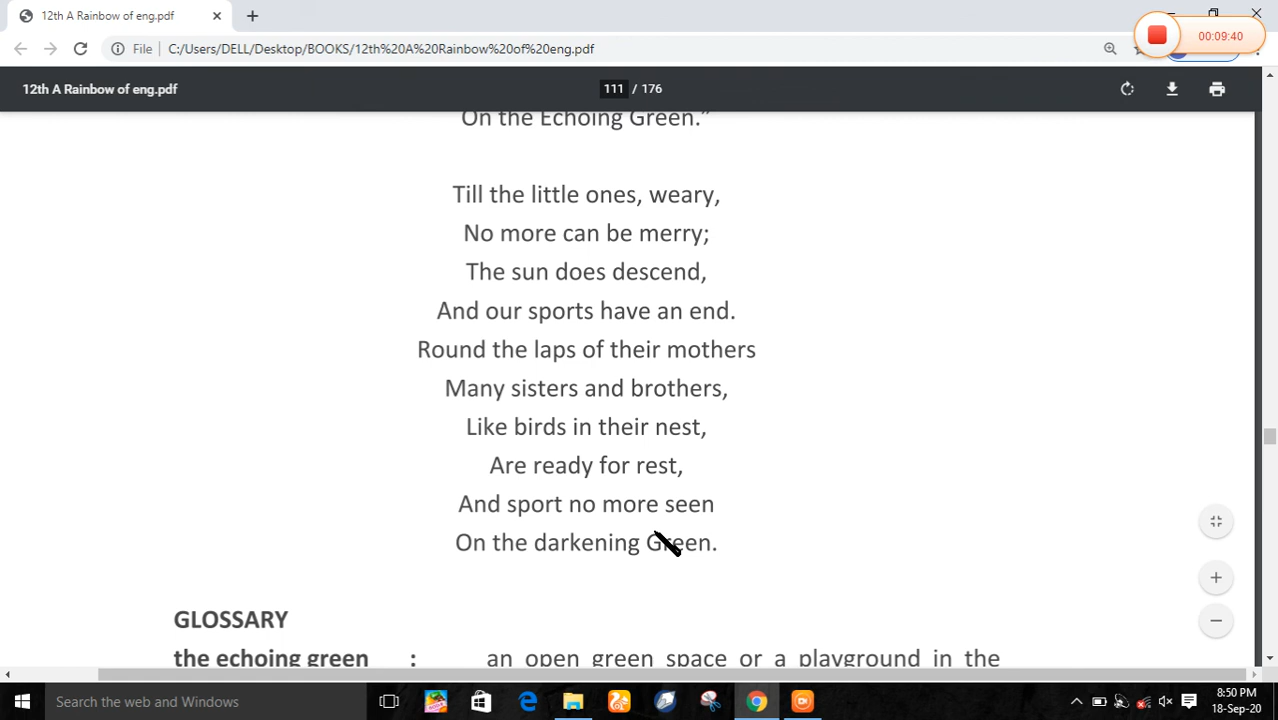 12th A Rainbow of eng.pdf
00:09:40
File
C:/Users/DELL/Desktop/BOOKS/12th%20A%20Rainbow%20of%20eng.pdf
12th A Rainbow of eng.pdf
111 / 176
On the Echoing Green.”
Till the little ones, weary,
No more can be merry;
The sun does descend,
And our sports have an end.
Round the laps of their mothers
Many sisters and brothers,
Like birds in their nest,
Are ready for rest,
And sport no more seen
On the darkening Green.
GLOSSARY
the echoing green : an open green space or a playground in the
Search the web and Windows
8:50 PM
18-Sep-20